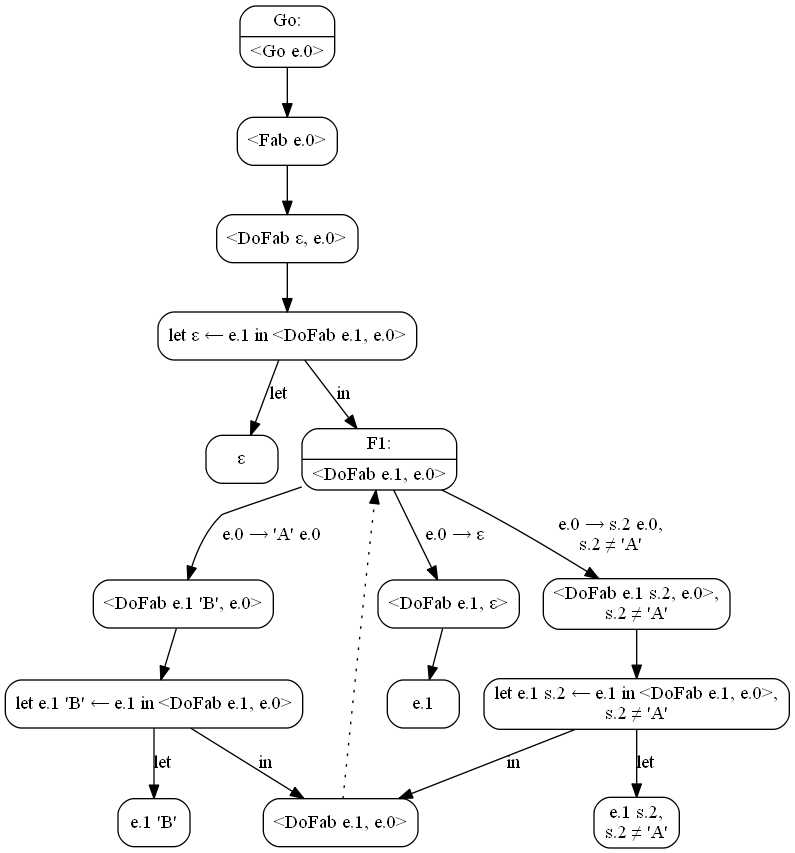 Go:
<Go e.0>
<Fab e.0>
<DoFab ε, e.0>
let ε ← e.1 in <DoFab e.1, e.0>
let
in
ε
F1:
<DoFab e.1, e.0>
e.0 → 'A' e.0
e.0 → ε
e.0 → s.2 e.0,
s.2 ≠ 'A'
<DoFab e.1 'B', e.0>
<DoFab e.1, ε>
<DoFab e.1 s.2, e.0>,
s.2 ≠ 'A'
let e.1 'B' ← e.1 in <DoFab e.1, e.0>
e.1
let e.1 s.2 ← e.1 in <DoFab e.1, e.0>,
s.2 ≠ 'A'
let
in
in
let
e.1 'B'
<DoFab e.1, e.0>
e.1 s.2,
s.2 ≠ 'A'